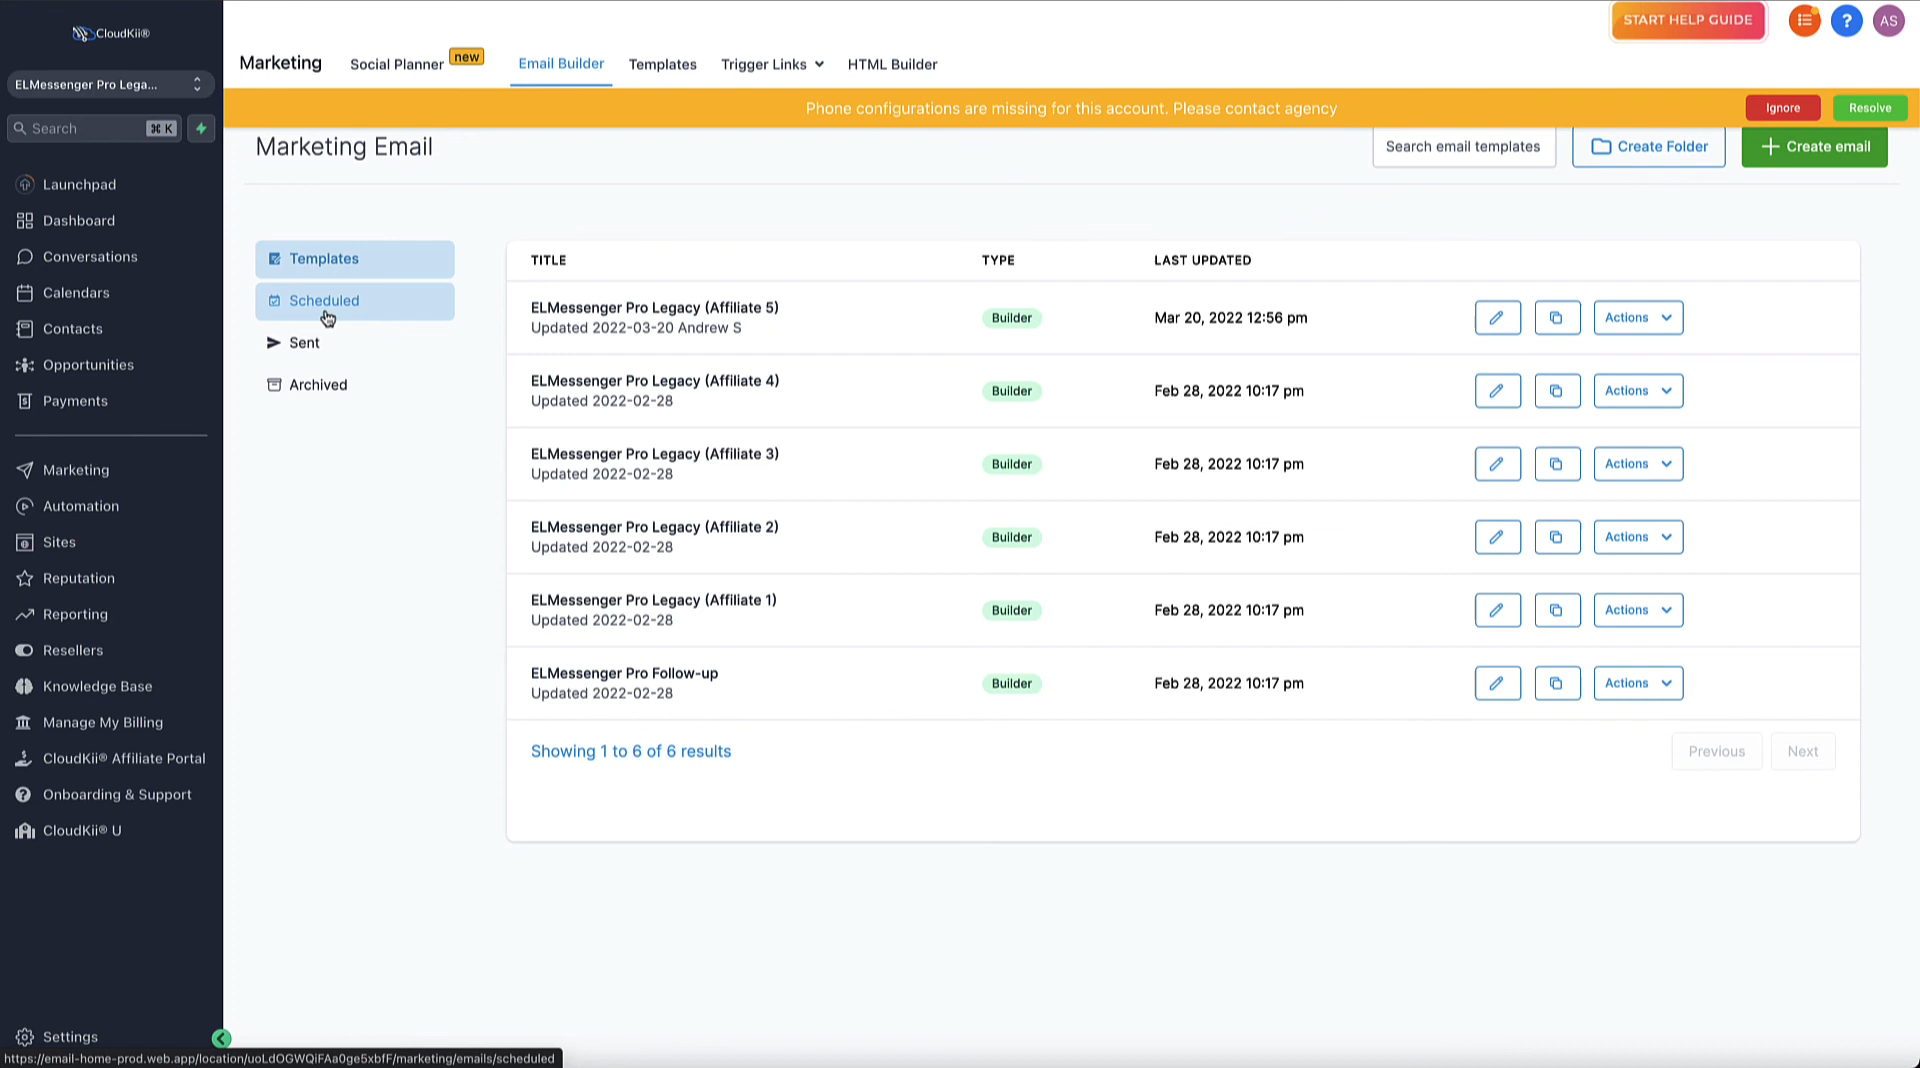 CloudKii®
ELMessenger Pro Lega...
Search
⌘ K
Launchpad
Dashboard
Conversations
Calendars
Contacts
Opportunities
Payments
Marketing
Automation
Sites
Reputation
Reporting
Resellers
Knowledge Base
Manage My Billing
CloudKii® Affiliate Portal
Onboarding & Support
CloudKii® U
Settings
START HELP GUIDE
?
AS
Marketing
Social Planner new
Email Builder
Templates
Trigger Links
HTML Builder
Phone configurations are missing for this account. Please contact agency
Ignore
Resolve
Marketing Email
Search email templates
Create Folder
Create email
Templates
Scheduled
Sent
Archived
TITLE TYPE LAST UPDATED
ELMessenger Pro Legacy (Affiliate 5)
Updated 2022-03-20 Andrew S
Builder
Mar 20, 2022 12:56 pm
Actions
ELMessenger Pro Legacy (Affiliate 4)
Updated 2022-02-28
Builder
Feb 28, 2022 10:17 pm
Actions
ELMessenger Pro Legacy (Affiliate 3)
Updated 2022-02-28
Builder
Feb 28, 2022 10:17 pm
Actions
ELMessenger Pro Legacy (Affiliate 2)
Updated 2022-02-28
Builder
Feb 28, 2022 10:17 pm
Actions
ELMessenger Pro Legacy (Affiliate 1)
Updated 2022-02-28
Builder
Feb 28, 2022 10:17 pm
Actions
ELMessenger Pro Follow-up
Updated 2022-02-28
Builder
Feb 28, 2022 10:17 pm
Actions
Showing 1 to 6 of 6 results
Previous
Next
https://email-home-prod.web.app/location/uoLdOGWQiFAa0ge5xbfF/marketing/emails/scheduled